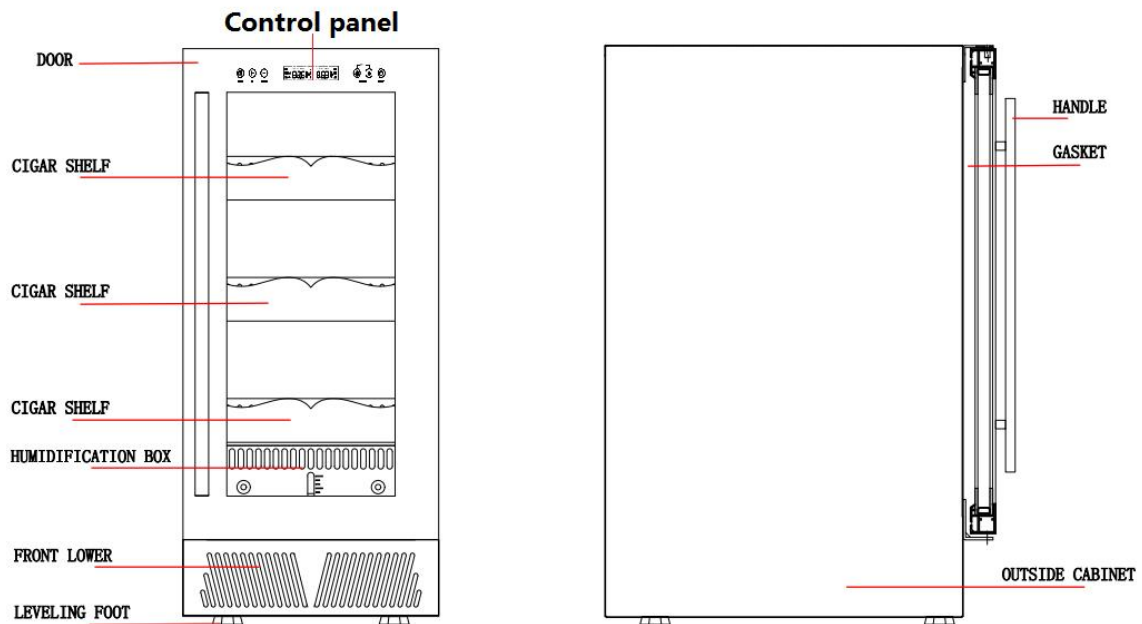 Control panel
DOOR
CIGAR SHELF
CIGAR SHELF
CIGAR SHELF
HUMIDIFICATION BOX
FRONT LOWER
LEVELING FOOT
HANDLE
GASKET
OUTSIDE CABINET